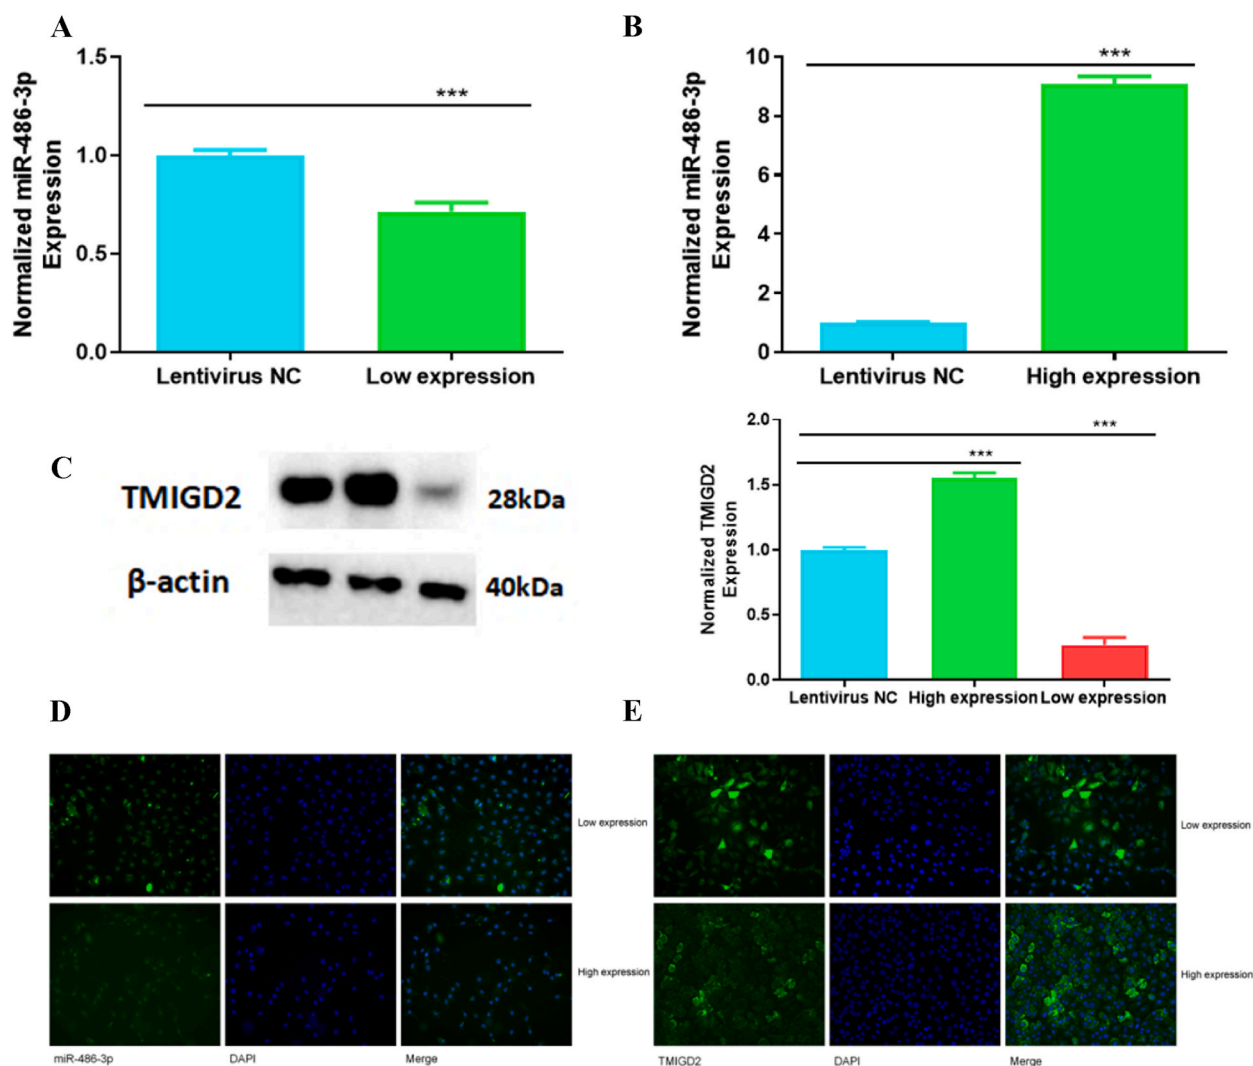 A
1.5
1.0
0.5
0.0
Normalized miR-486-3p
Expression
***
Lentivirus NC
Low expression
B
10
8
6
4
2
0
Normalized miR-486-3p
Expression
***
Lentivirus NC
High expression
C
TMIGD2
28kDa
β-actin
40kDa
2.0
1.5
1.0
0.5
0.0
Normalized TMIGD2
Expression
***
***
Lentivirus NC
High expression
Low expression
D
Low expression
High expression
miR-486-3p
DAPI
Merge
E
Low expression
High expression
TMIGD2
DAPI
Merge